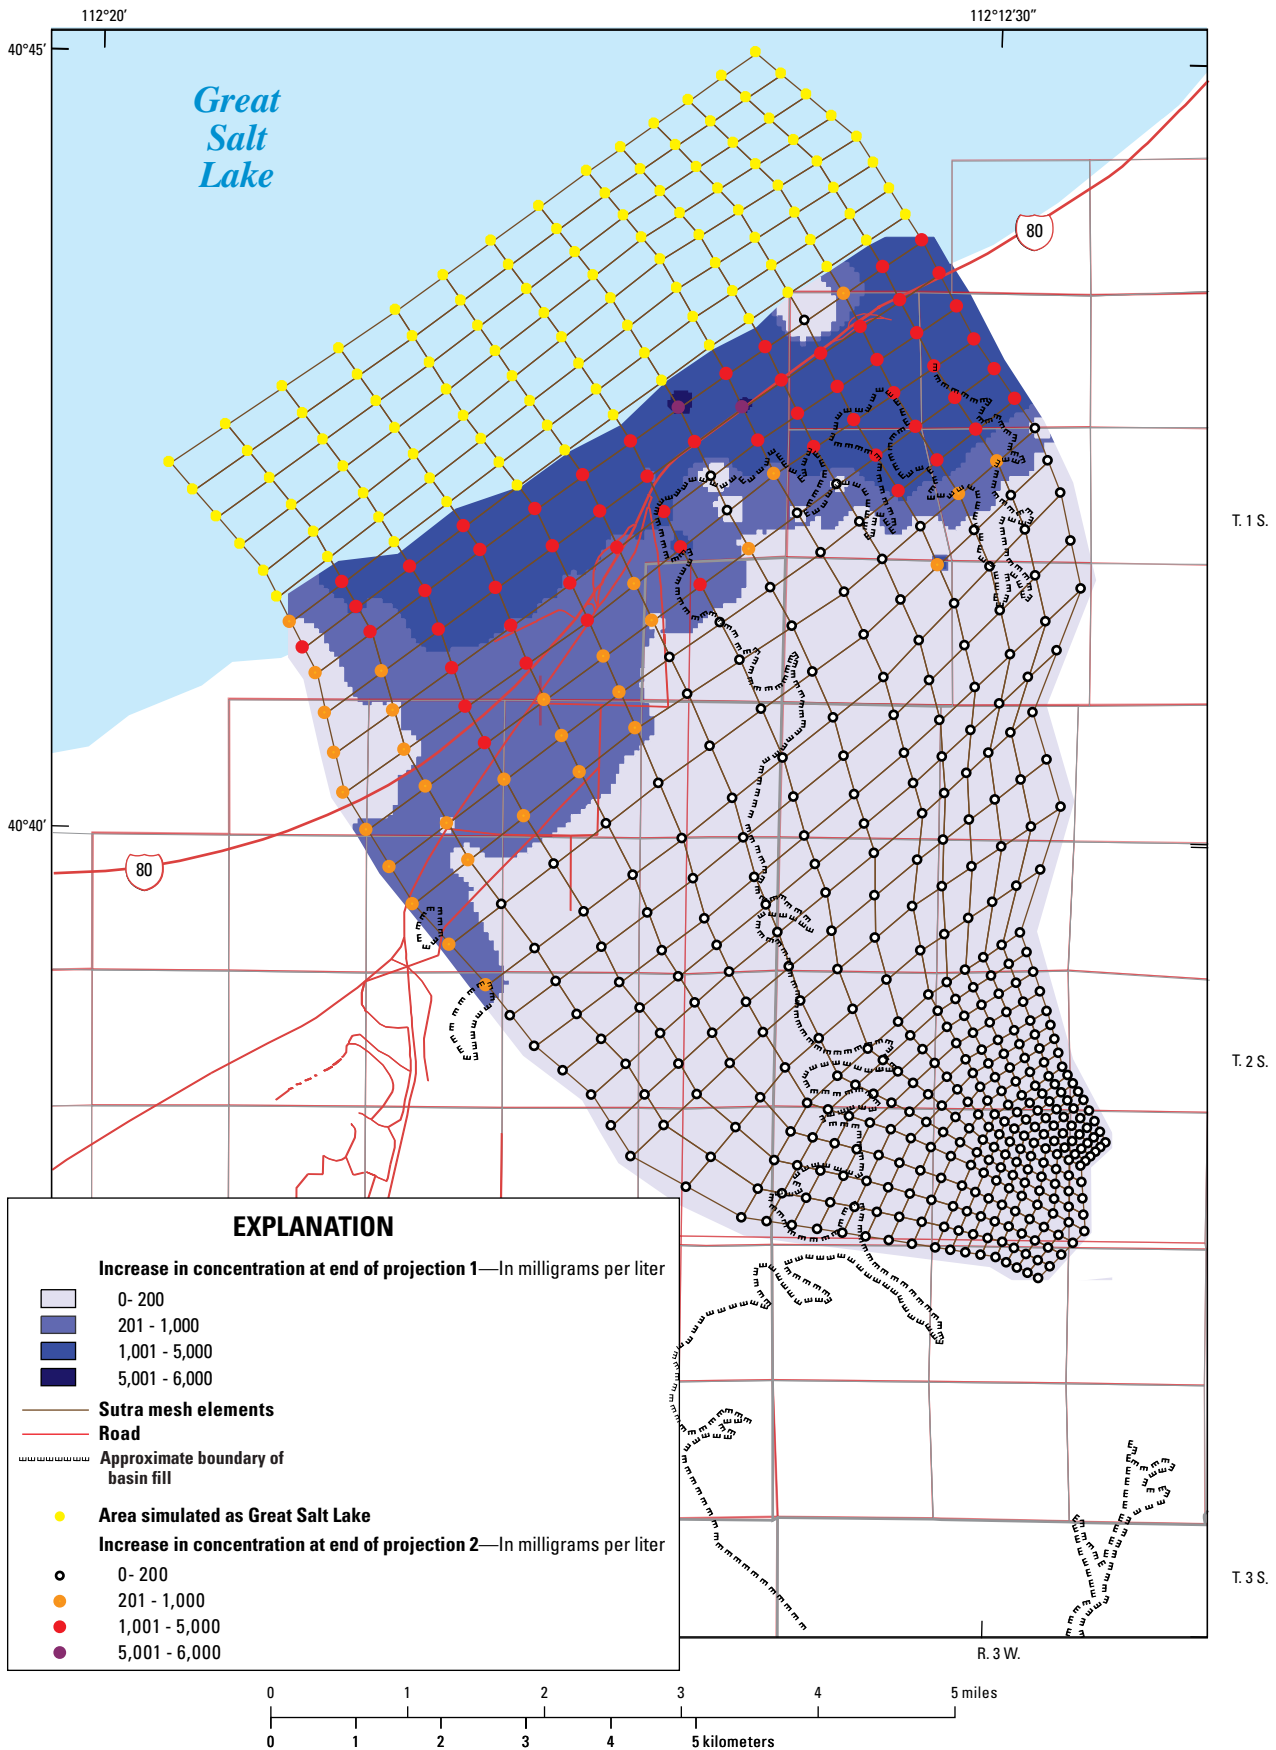 112°20'
112°12'30"
40°45'
Great
Salt
Lake
80
T. 1 S.
40°40'
80
T. 2 S.
EXPLANATION
Increase in concentration at end of projection 1—In milligrams per liter
0- 200
201 - 1,000
1,001 - 5,000
5,001 - 6,000
Sutra mesh elements
Road
Approximate boundary of
basin fill
Area simulated as Great Salt Lake
Increase in concentration at end of projection 2—In milligrams per liter
0- 200
201 - 1,000
1,001 - 5,000
5,001 - 6,000
T. 3 S.
R. 3 W.
0 1 2 3 4 5 miles
0 1 2 3 4 5 kilometers